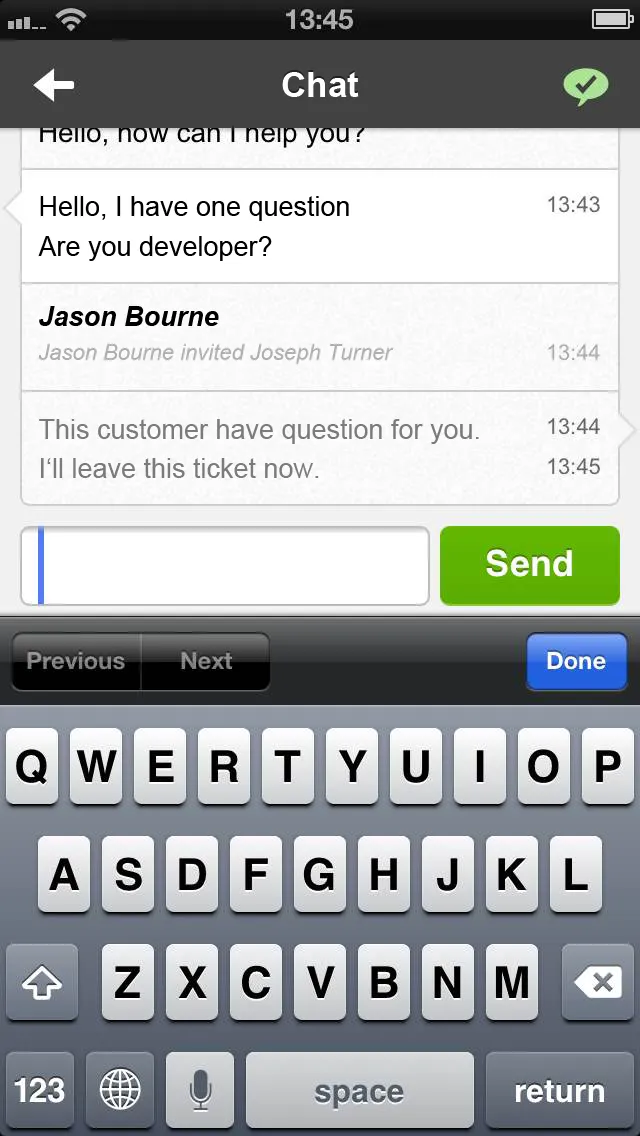 13:45
Chat
Hello, how can I help you?
Hello, I have one question 13:43
Are you developer?
Jason Bourne
Jason Bourne invited Joseph Turner 13:44
This customer have question for you. 13:44
I‘ll leave this ticket now. 13:45
Send
Previous Next Done
Q W E R T Y U I O P
A S D F G H J K L
Z X C V B N M
123 space return